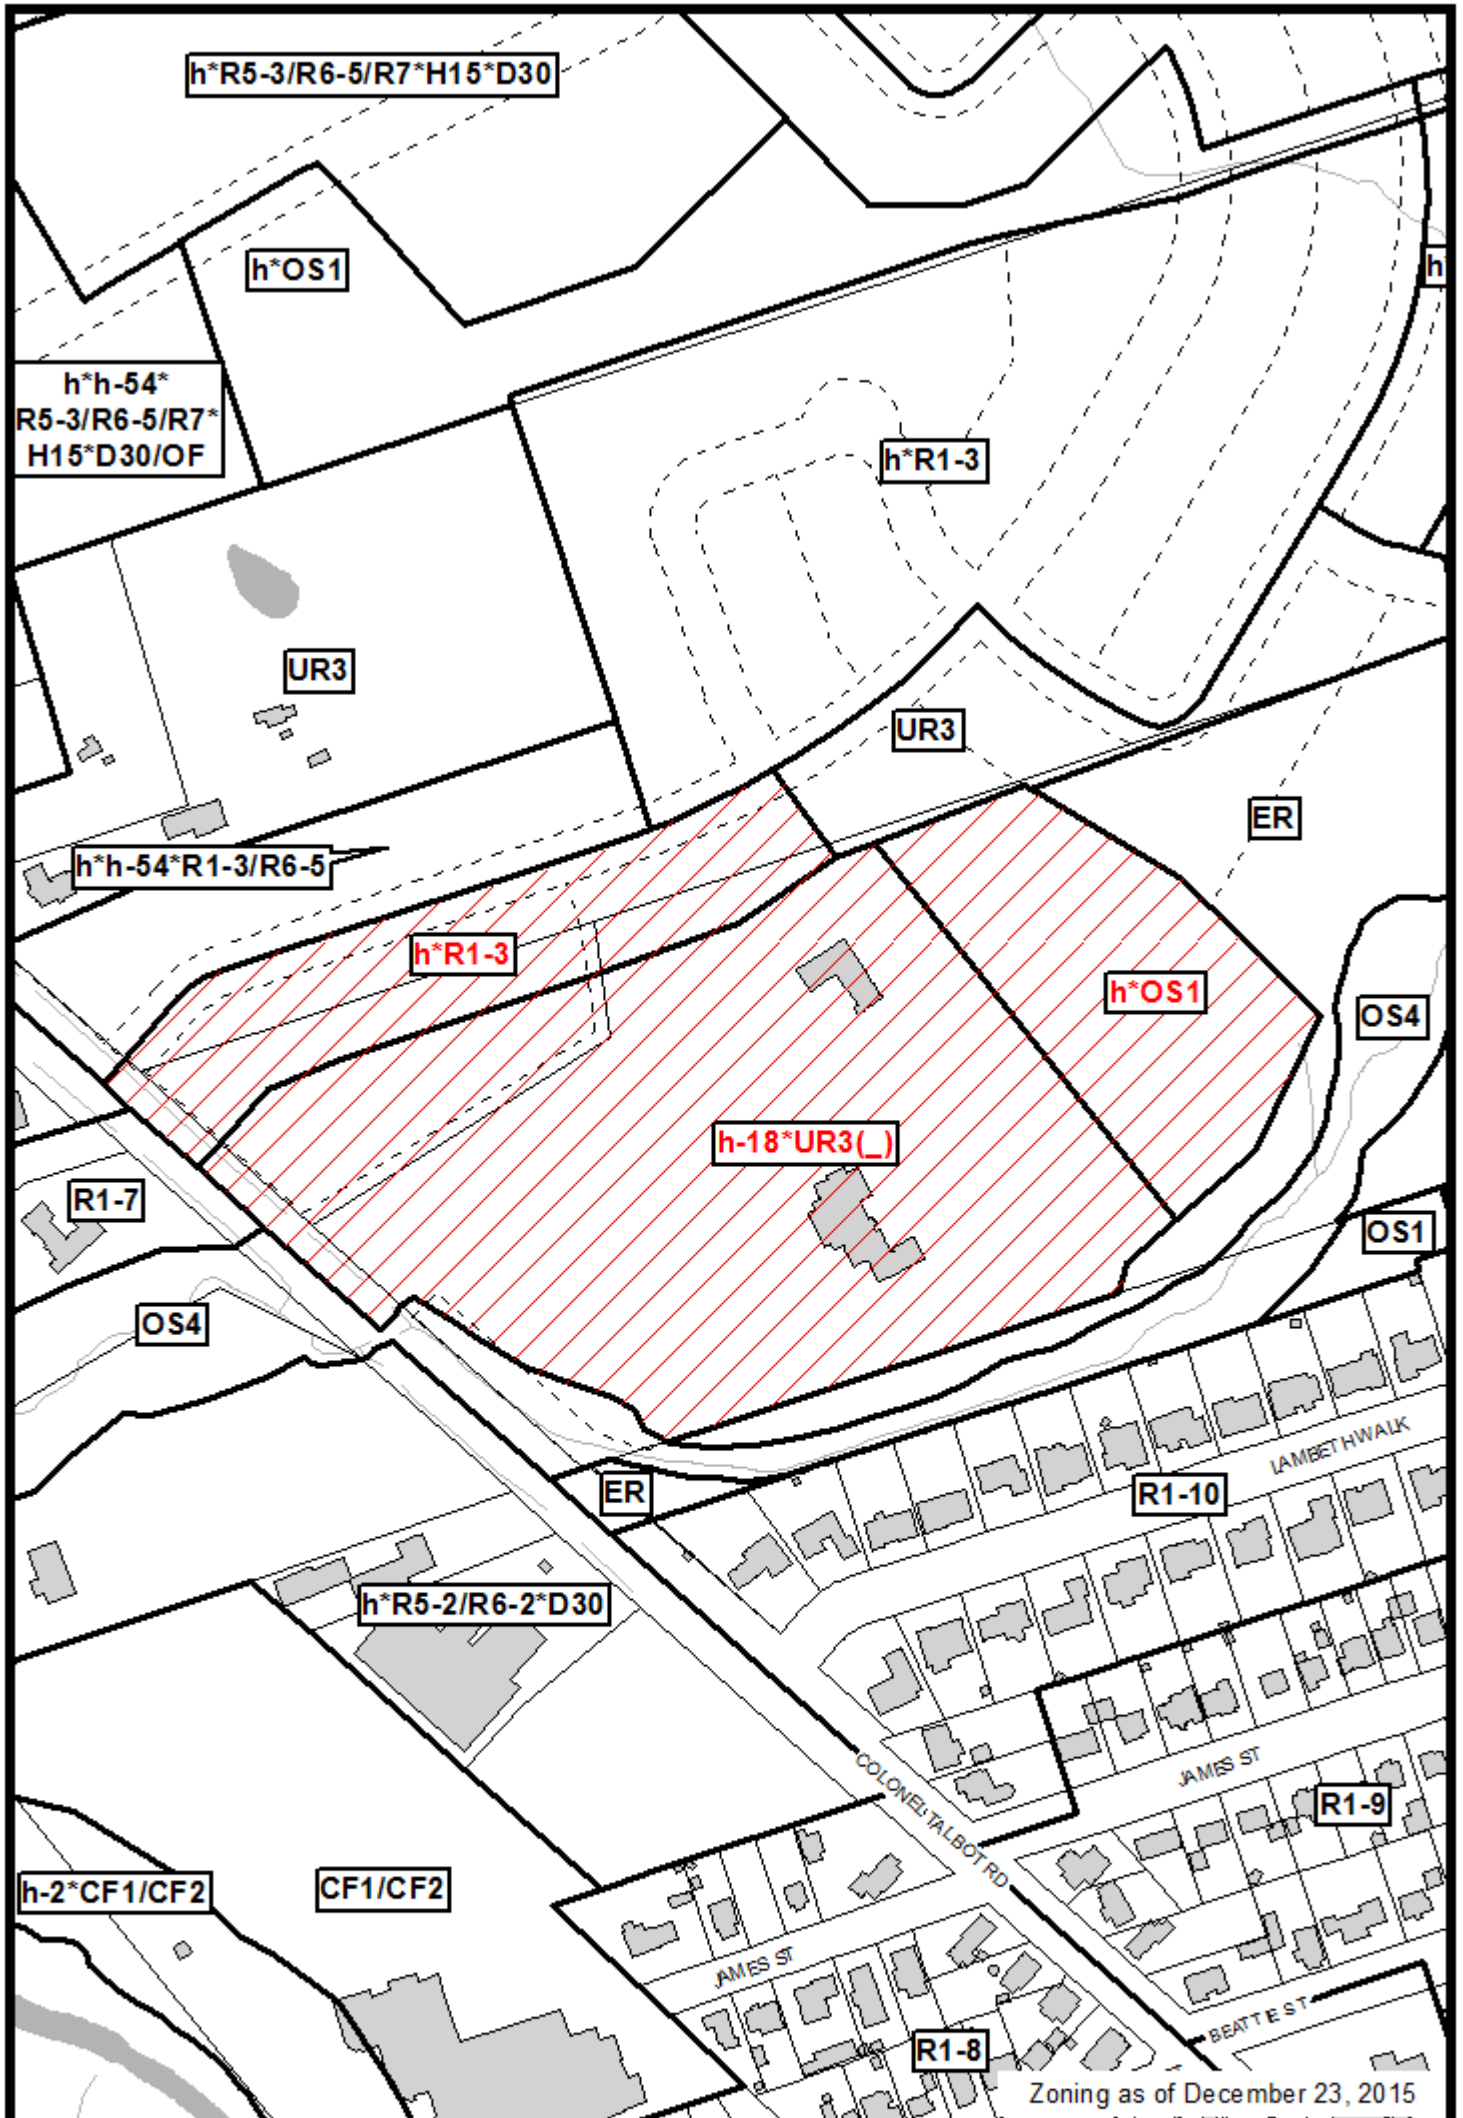 h*R5-3/R6-5/R7*H15*D30
h*OS1
h*
h*h-54*
R5-3/R6-5/R7*
H15*D30/OF
h*R1-3
UR3
UR3
ER
h*h-54*R1-3/R6-5
h*R1-3
h*OS1
OS4
h-18*UR3(_)
R1-7
OS1
OS4
ER
LAMBETH WALK
R1-10
h*R5-2/R6-2*D30
COLONEL TALBOT RD
JAMES ST
R1-9
h-2*CF1/CF2
CF1/CF2
JAMES ST
BEATTIE ST
R1-8
Zoning as of December 23, 2015